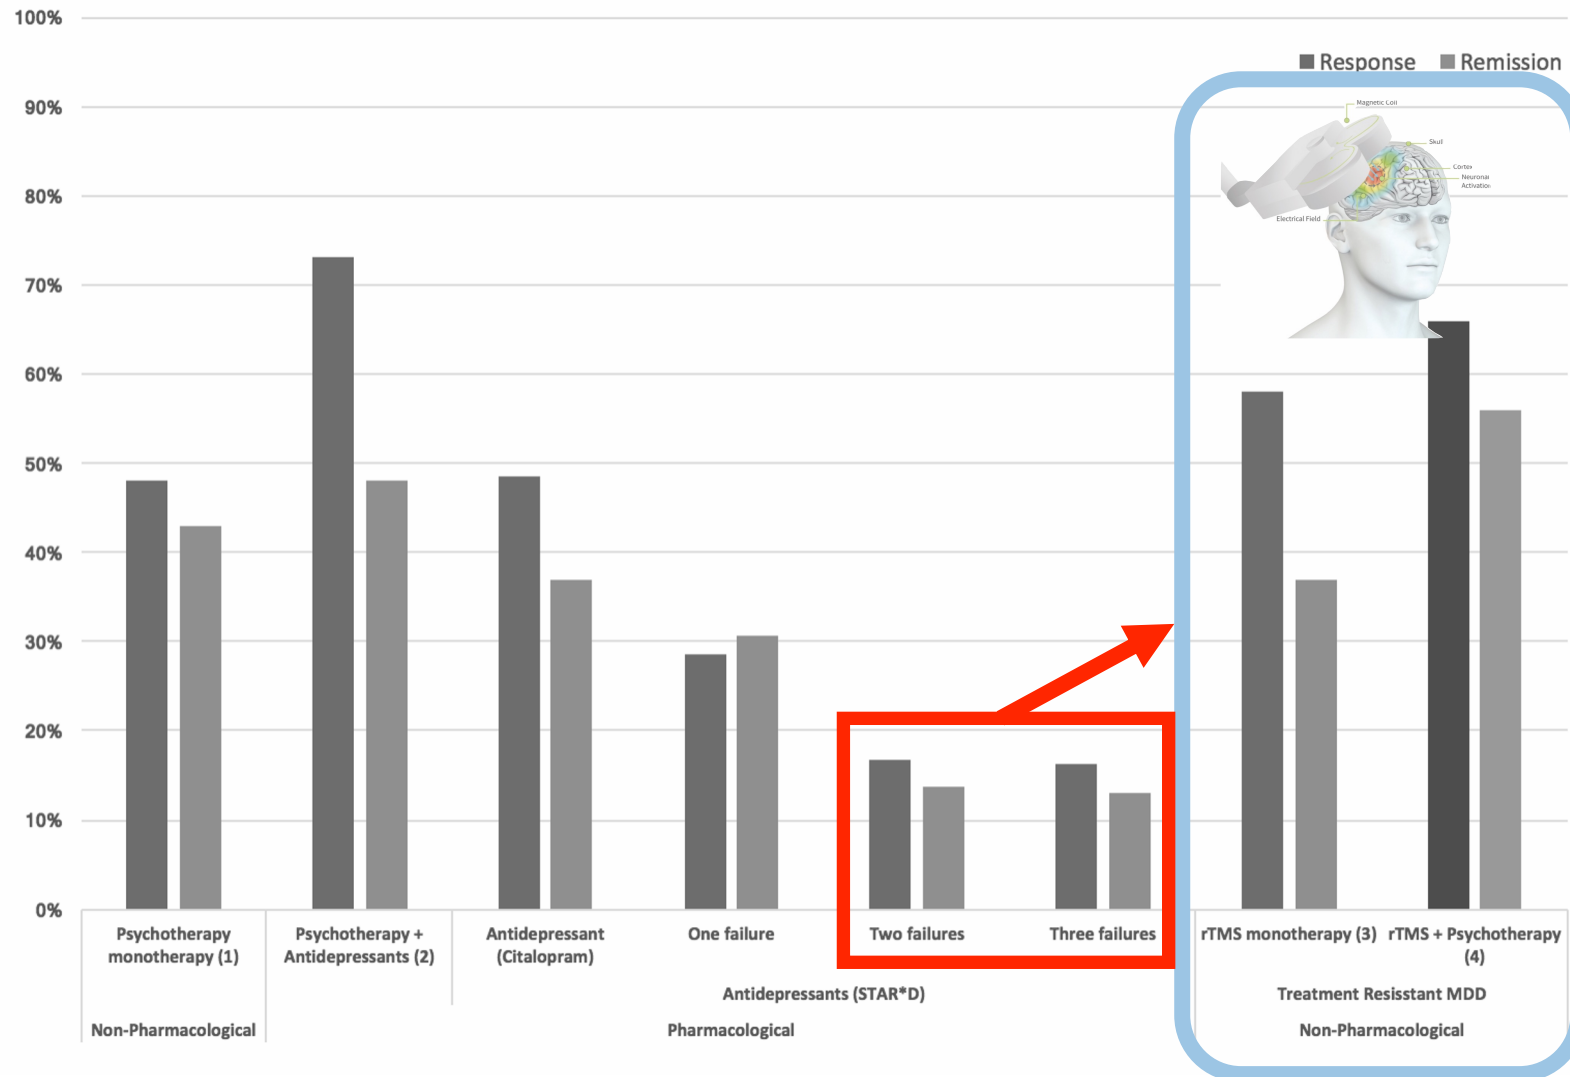 100%
Response Remission
90%
Magnetic Coil
Skull
80%
Cortex
Neuronal
Activation
Electrical Field
70%
60%
50%
40%
30%
20%
10%
0%
Psychotherapy
monotherapy (1)
Psychotherapy +
Antidepressants (2)
Antidepressant
(Citalopram)
One failure
Two failures
Three failures
rTMS monotherapy (3)
rTMS + Psychotherapy
(4)
Antidepressants (STAR*D)
Treatment Resisstant MDD
Non-Pharmacological
Pharmacological
Non-Pharmacological